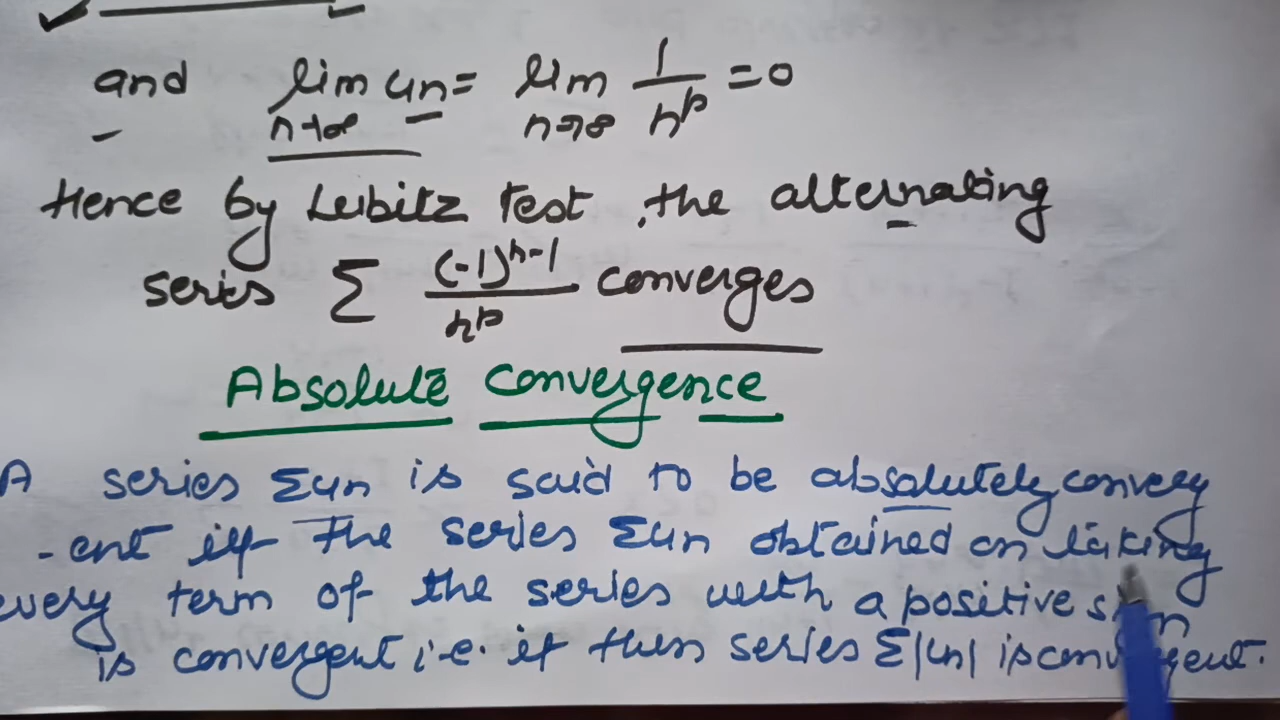 and lim un = lim 1/n^p = 0
n→∞ n→∞
Hence by Leibitz test, the alternating
series Σ (-1)^n-1/n^p converges
Absolute Convergence
A series Σun is said to be absolutely converg
-ent if the series Σun obtained on taking
every term of the series with a positive sign
is convergent i.e. if then series Σ|un| is convergent.